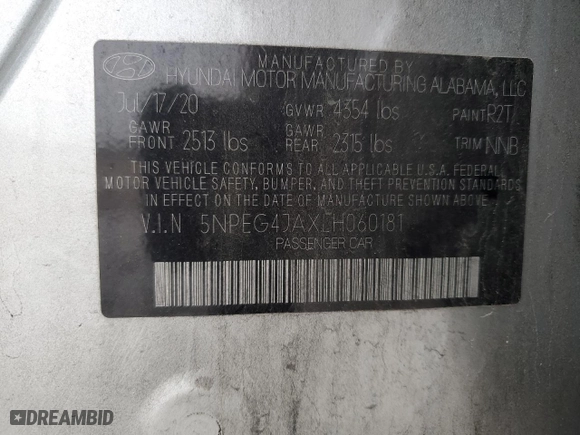 MANUFACTURED BY
HYUNDAI MOTOR MANUFACTURING ALABAMA, LLC
Jul/17/20 GVWR 4354 lbs PAINT R2T
GAWR FRONT 2513 lbs GAWR REAR 2315 lbs TRIM NNB
THIS VEHICLE CONFORMS TO ALL APPLICABLE U.S.A. FEDERAL
MOTOR VEHICLE SAFETY, BUMPER, AND THEFT PREVENTION STANDARDS
IN EFFECT ON THE DATE OF MANUFACTURE SHOWN ABOVE
V.I.N 5NPEG4JAXLH060181
PASSENGER CAR
DREAMBID